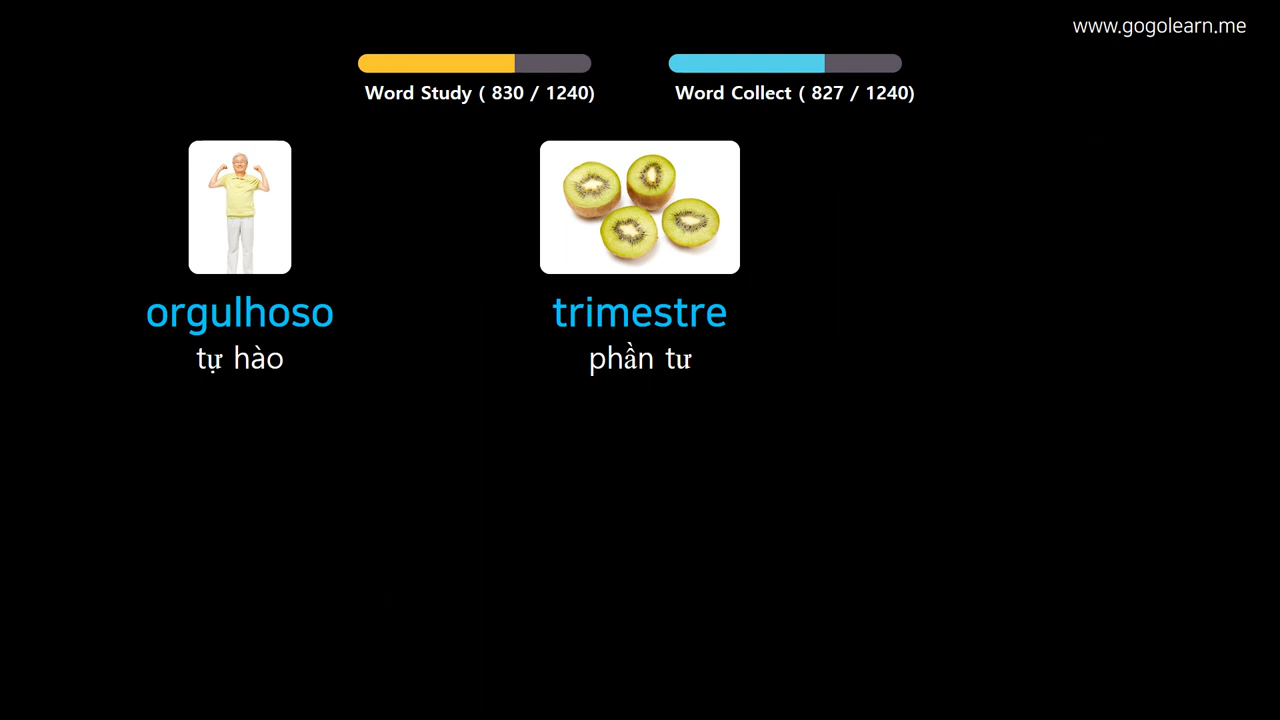 www.gogolearn.me
Word Study ( 830 / 1240)
Word Collect ( 827 / 1240)
orgulhoso
tự hào
trimestre
phần tư